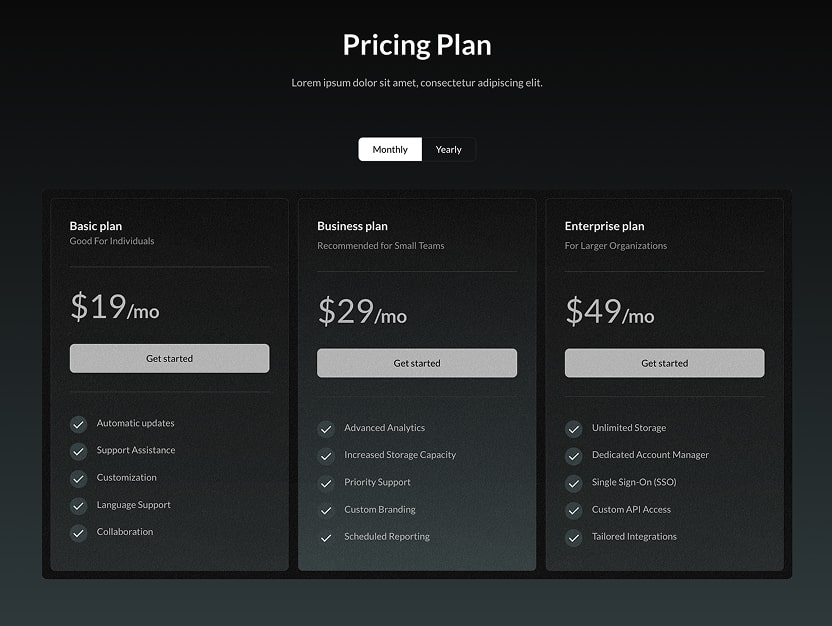 Pricing Plan
Lorem ipsum dolor sit amet, consectetur adipiscing elit.
Monthly
Yearly
Basic plan
Good For Individuals
$19/mo
Get started
Automatic updates
Support Assistance
Customization
Language Support
Collaboration
Business plan
Recommended for Small Teams
$29/mo
Get started
Advanced Analytics
Increased Storage Capacity
Priority Support
Custom Branding
Scheduled Reporting
Enterprise plan
For Larger Organizations
$49/mo
Get started
Unlimited Storage
Dedicated Account Manager
Single Sign-On (SSO)
Custom API Access
Tailored Integrations